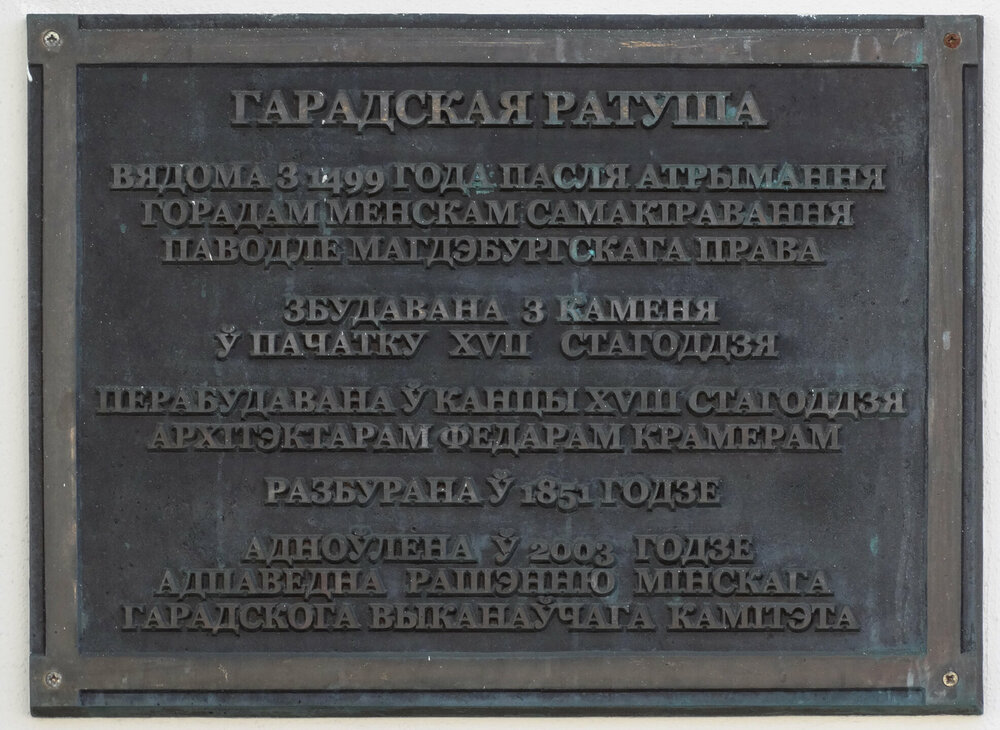 ГАРАДСКАЯ РАТУША
ВЯДОМА З 1499 ГОДА ПАСЛЯ АТРЫМАННЯ
ГОРАДАМ МЕНСКАМ САМАКІРАВАННЯ
ПАВОДЛЕ МАГДЭБУРГСКАГА ПРАВА
ЗБУДАВАНА З КАМЕНЯ
Ў ПАЧАТКУ XVII СТАГОДДЗЯ
ПЕРАБУДАВАНА Ў КАНЦЫ XVIII СТАГОДДЗЯ
АРХІТЭКТАРАМ ФЕДАРАМ КРАМЕРАМ
РАЗБУРАНА Ў 1851 ГОДЗЕ
АДНОЎЛЕНА Ў 2003 ГОДЗЕ
АДПАВЕДНА РАШЭННЮ МІНСКАГА
ГАРАДСКОГА ВЫКАНАЎЧАГА КАМІТЭТА